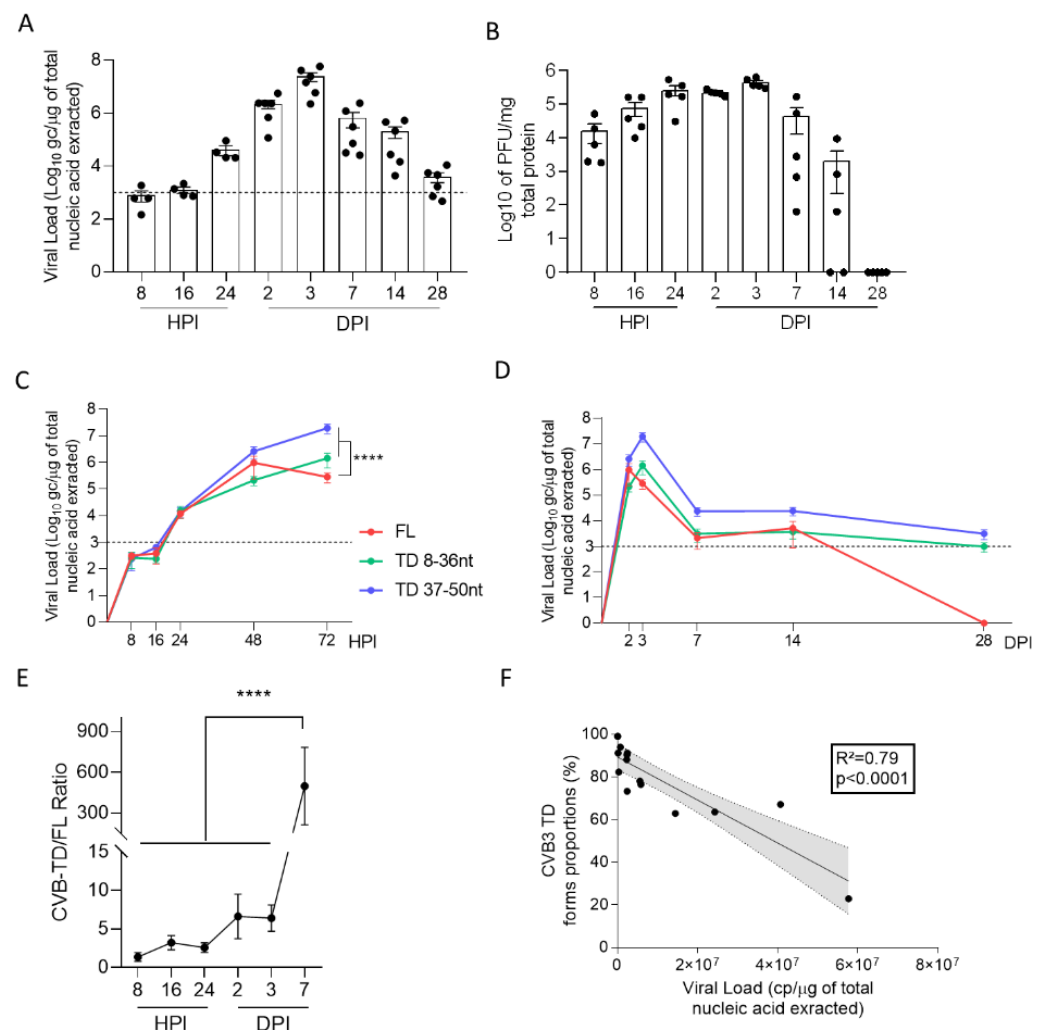 A
Viral Load (Log10 gc/μg of total
nucleic acid extracted)
8
6
4
2
0
8 16 24 2 3 7 14 28
HPI DPI
B
Log10 of PFU/mg
total protein
6
5
4
3
2
1
0
8 16 24 2 3 7 14 28
HPI DPI
C
Viral Load (Log10 gc/μg of total
nucleic acid exracted)
8
7
6
5
4
3
2
1
0
8 16 24 48 72 HPI
****
FL
TD 8-36nt
TD 37-50nt
D
Viral Load (Log10 gc/μg of total
nucleic acid exracted)
8
7
6
5
4
3
2
1
0
2 3 7 14 28 DPI
E
****
CVB-TD/FL Ratio
900
600
300
15
10
5
0
8 16 24 2 3 7
HPI DPI
F
CVB3 TD
forms proportions (%)
100
80
60
40
20
0
R²=0.79
p<0.0001
0 2×10⁷ 4×10⁷ 6×10⁷ 8×10⁷
Viral Load (cp/μg of total
nucleic acid exracted)